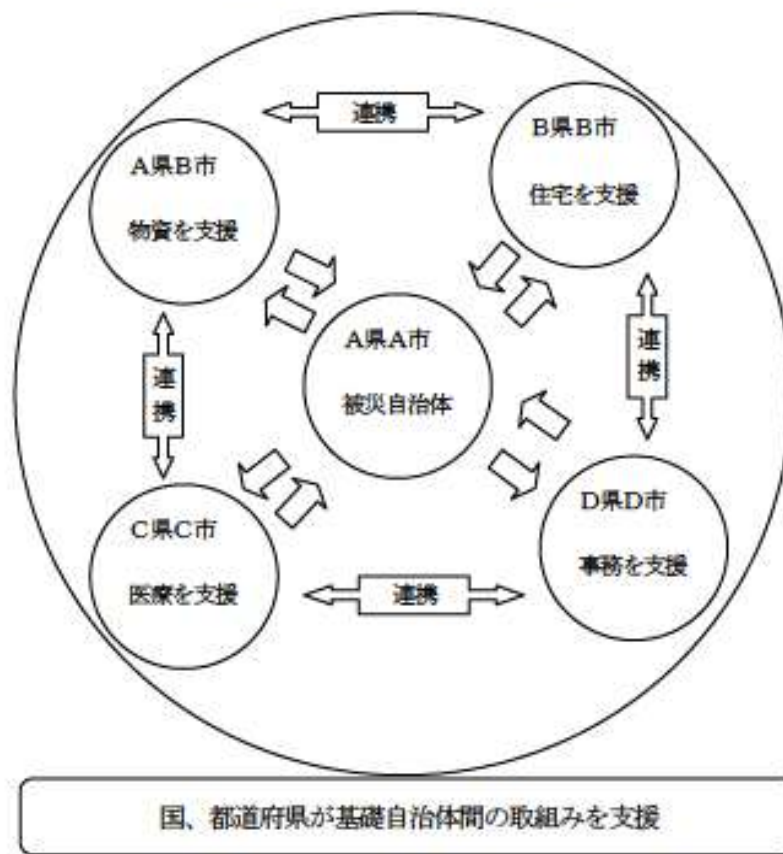 連携
A県B市
物資を支援
B県B市
住宅を支援
A県A市
被災自治体
連携
連携
C県C市
医療を支援
D県D市
事務を支援
連携
国、都道府県が基礎自治体間の取組みを支援